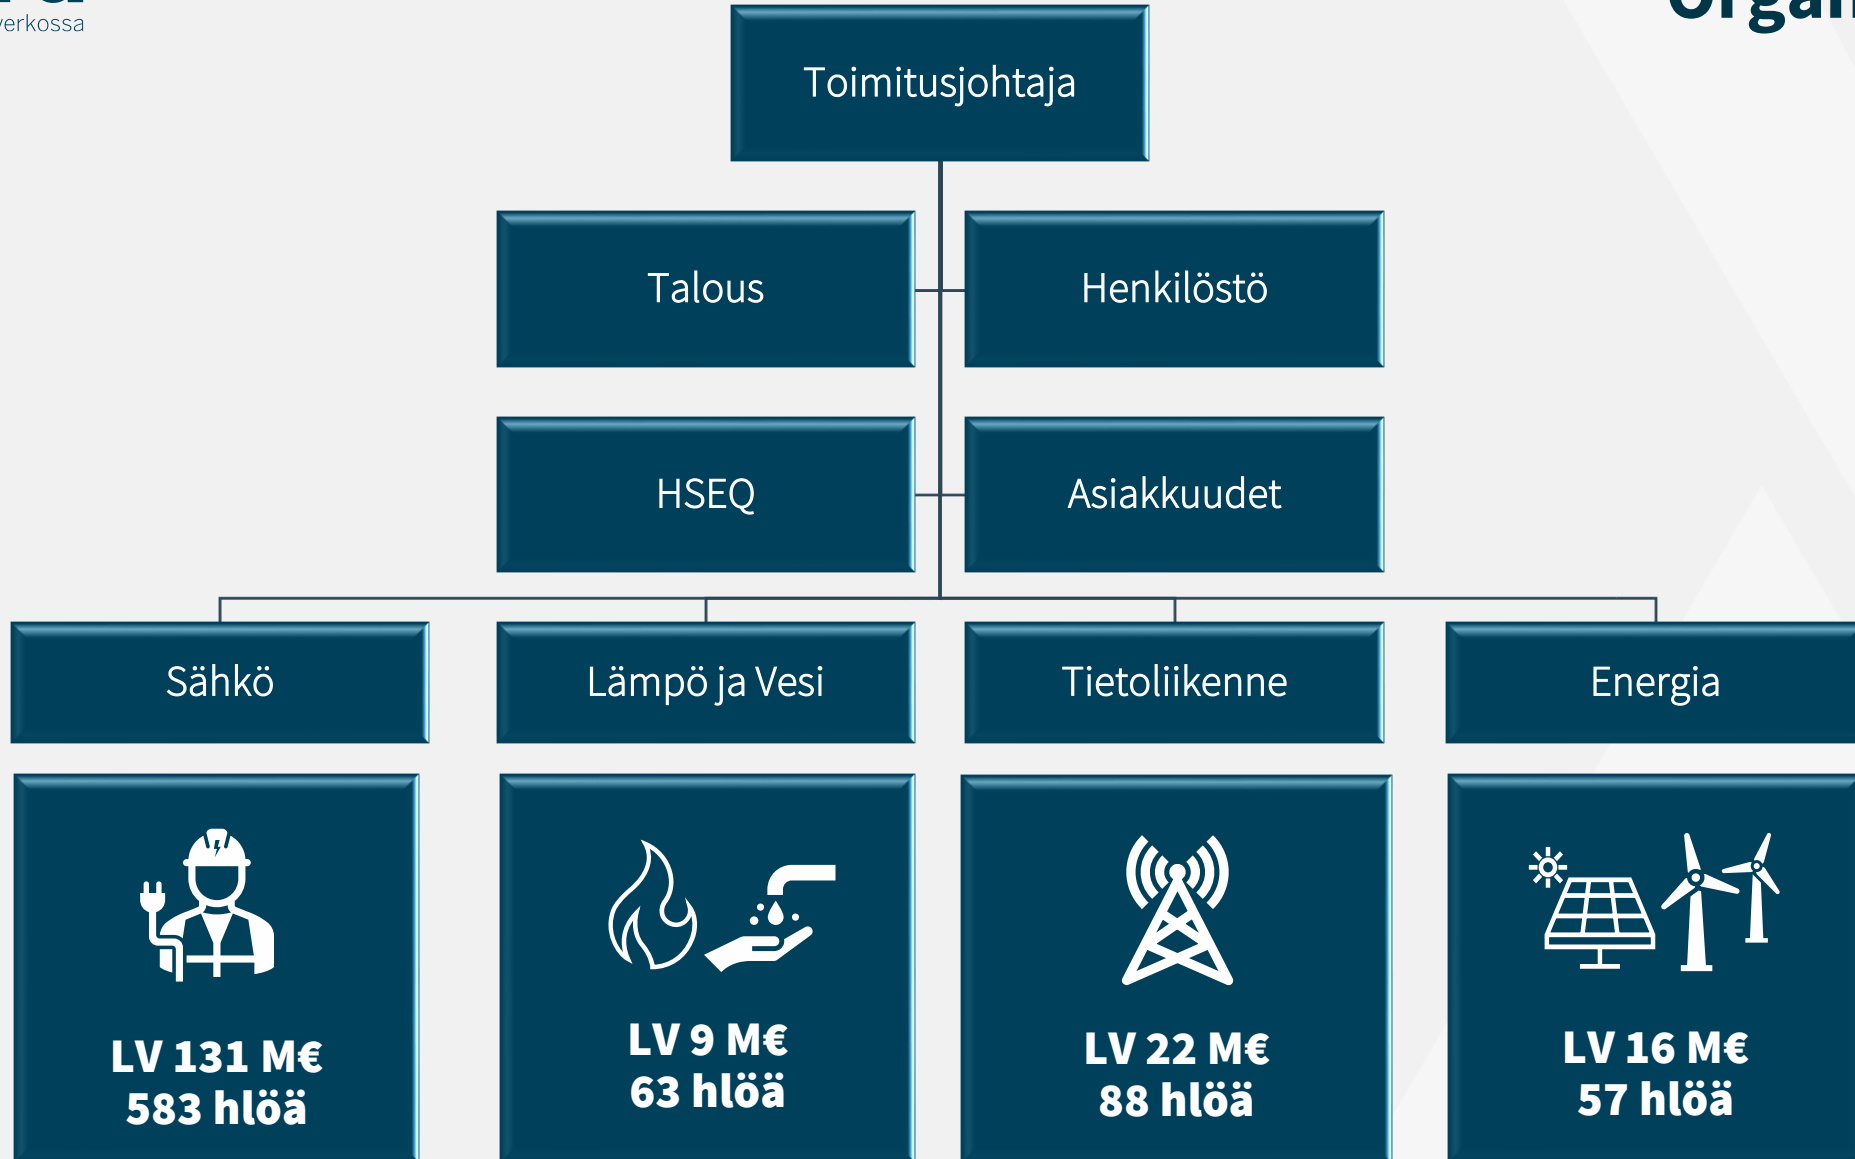 verkossa
Toimitusjohtaja
Talous
Henkilöstö
HSEQ
Asiakkuudet
Sähkö
Lämpö ja Vesi
Tietoliikenne
Energia
LV 131 M€
583 hlöä
LV 9 M€
63 hlöä
LV 22 M€
88 hlöä
LV 16 M€
57 hlöä